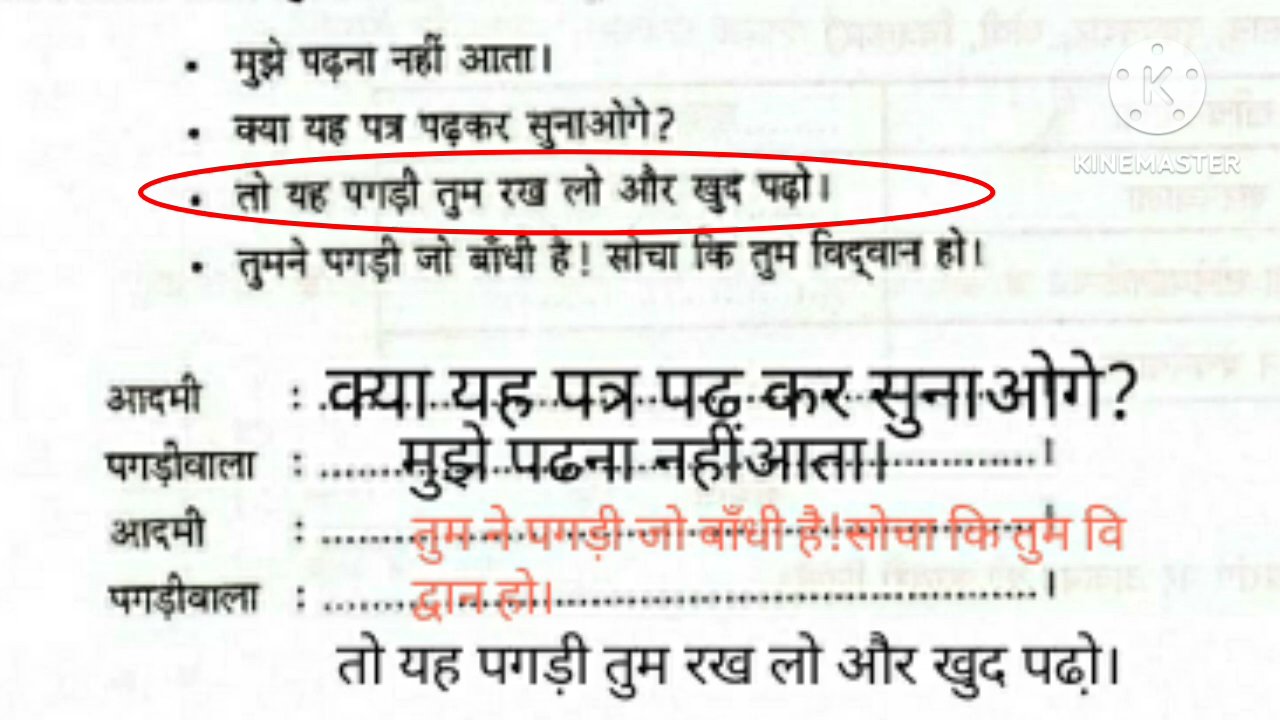 • मुझे पढ़ना नहीं आता।
KINEMASTER
• क्या यह पत्र पढ़कर सुनाओगे?
• तो यह पगड़ी तुम रख लो और खुद पढ़ो।
• तुमने पगड़ी जो बाँधी है! सोचा कि तुम विद्वान हो।
आदमी : क्या यह पत्र पढ़ कर सुनाओगे?
पगड़ीवाला : मुझे पढना नहींआता।
आदमी : तुम ने पगड़ी जो बाँधी है!सोचा कि तुम वि
पगड़ीवाला : द्वान हो।
तो यह पगड़ी तुम रख लो और खुद पढ़ो।